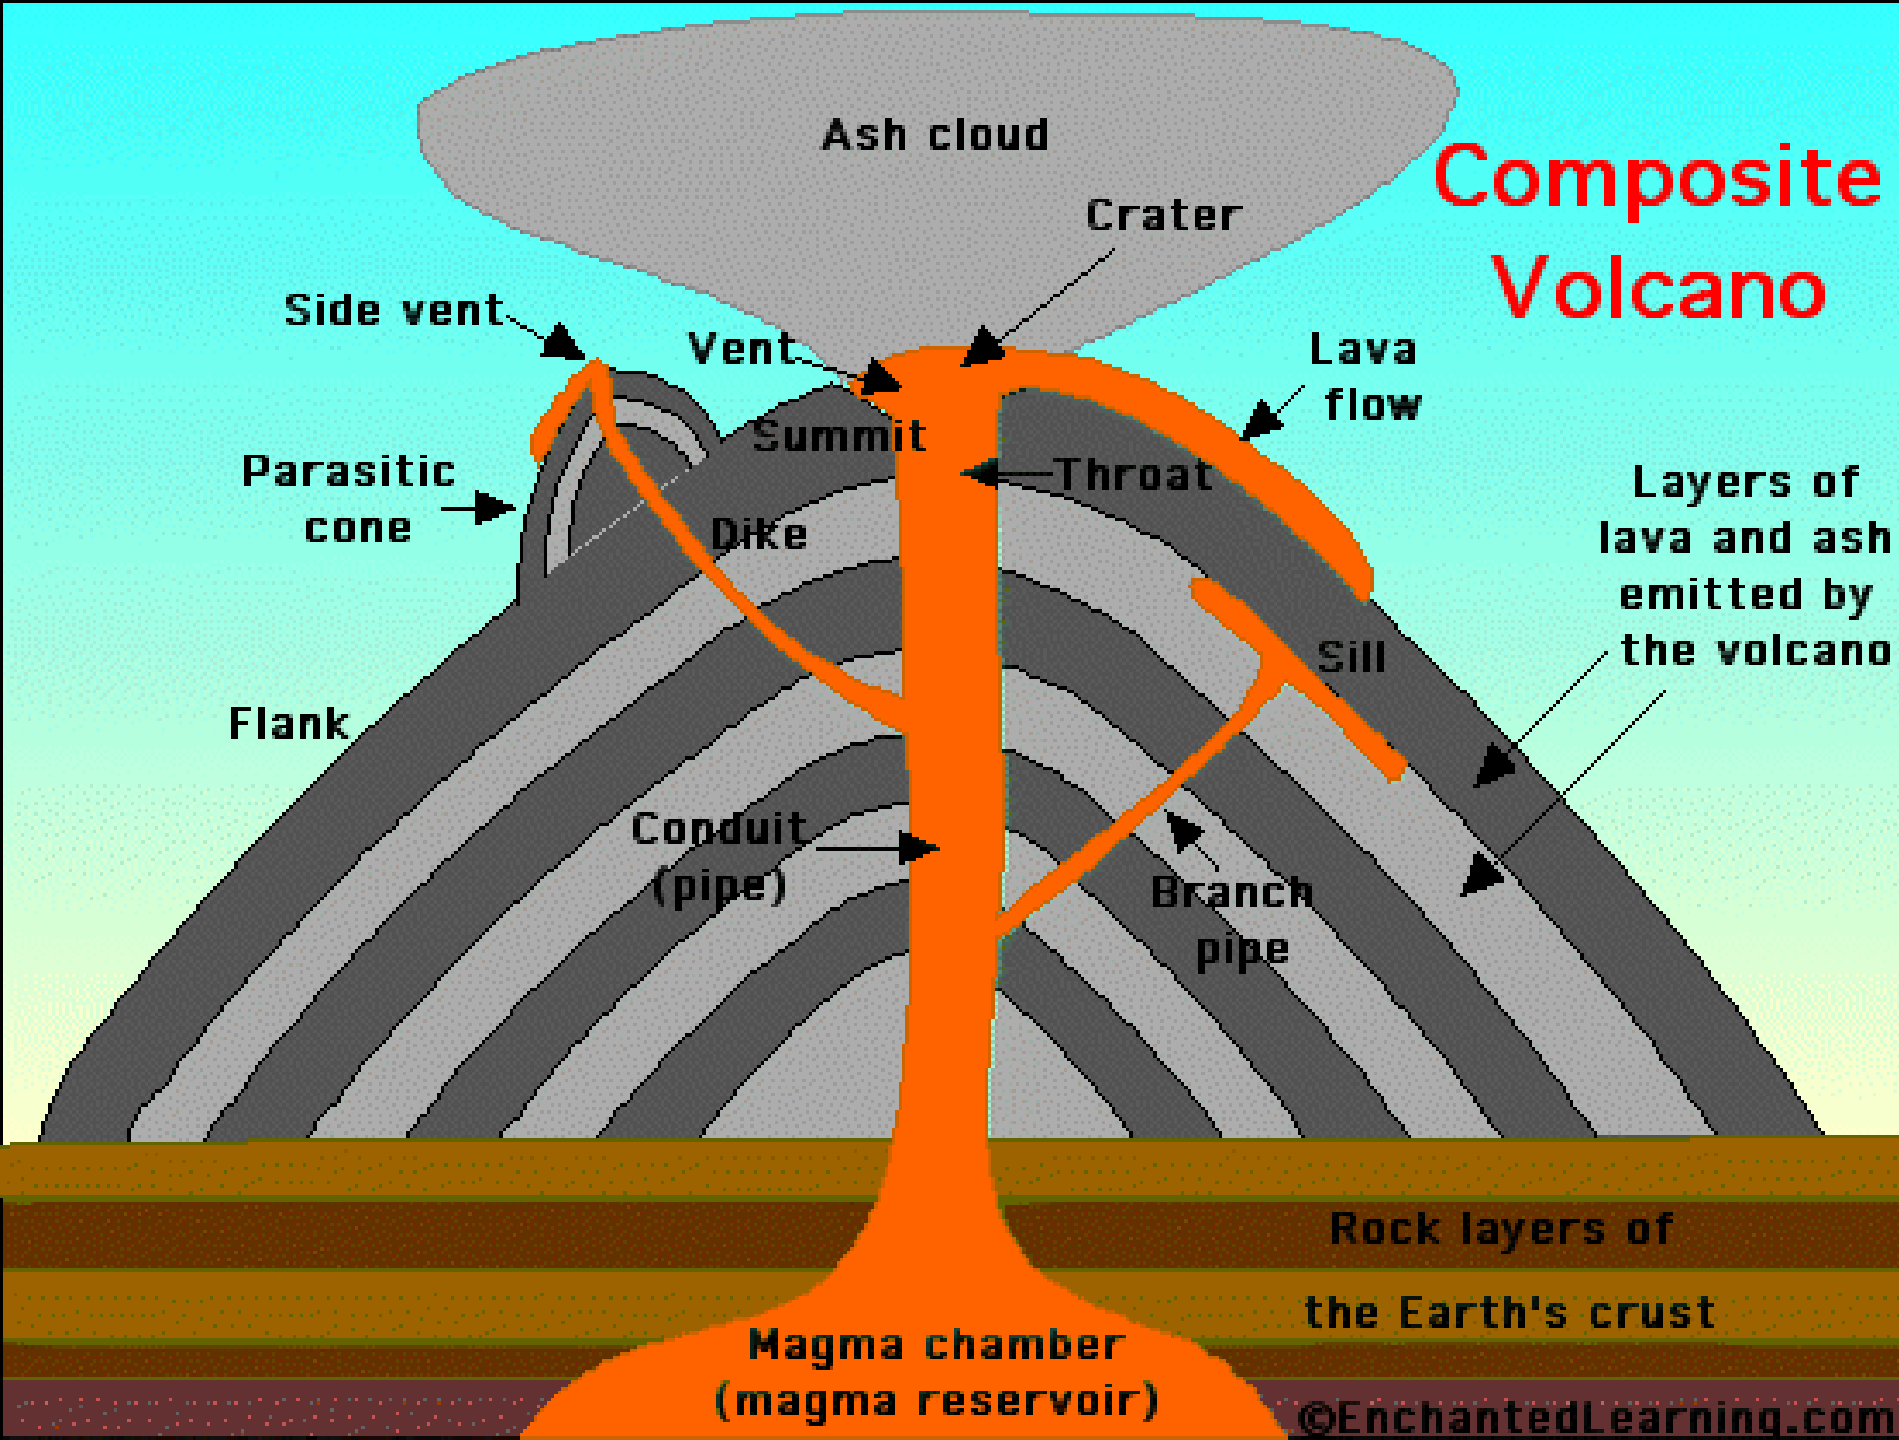 Ash cloud
Composite
Volcano
Crater
Side vent
Vent
Lava
flow
Summit
Throat
Parasitic
cone
Dike
Layers of
lava and ash
emitted by
the volcano
Sill
Flank
Conduit
(pipe)
Branch
pipe
Rock layers of
the Earth's crust
Magma chamber
(magma reservoir)
©EnchantedLearning.com